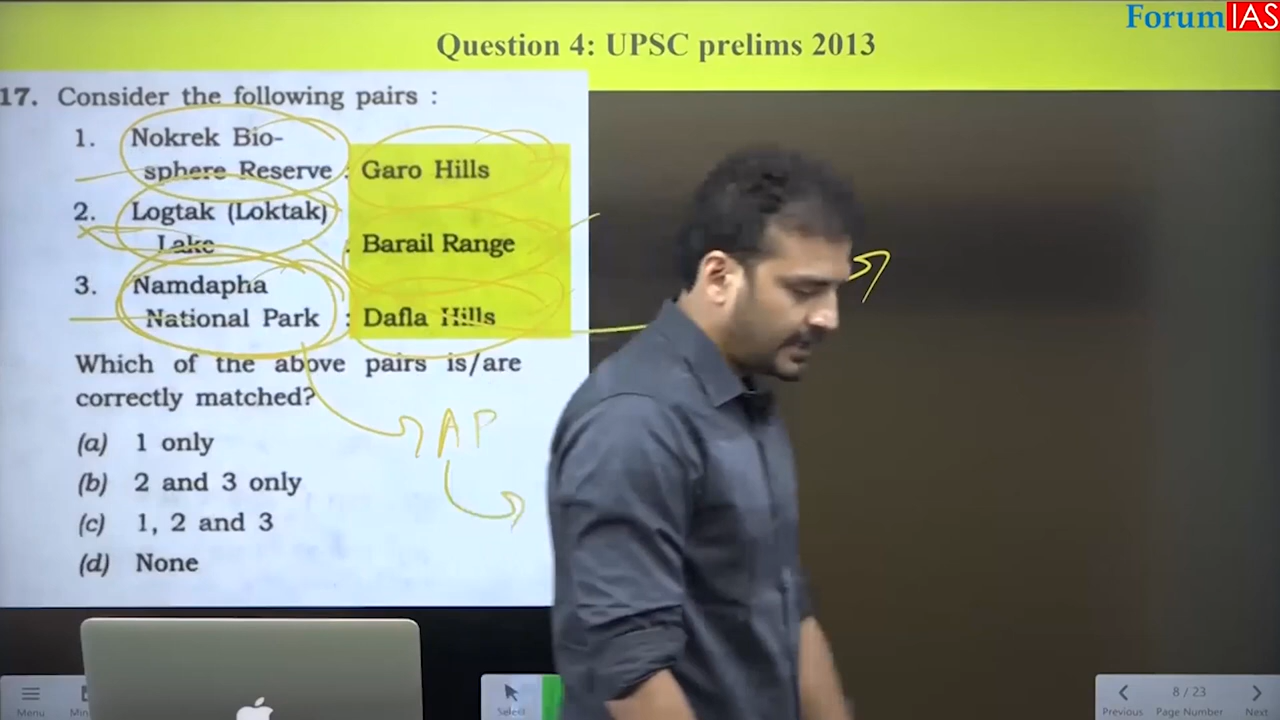 ForumIAS
Question 4: UPSC prelims 2013
17. Consider the following pairs :
1. Nokrek Bio-
sphere Reserve : Garo Hills
2. Logtak (Loktak)
Lake : Barail Range
3. Namdapha
National Park : Dafla Hills
Which of the above pairs is/are
correctly matched?
AP
(a) 1 only
(b) 2 and 3 only
(c) 1, 2 and 3
(d) None
Menu
Select
8 / 23
Previous Page Number Next